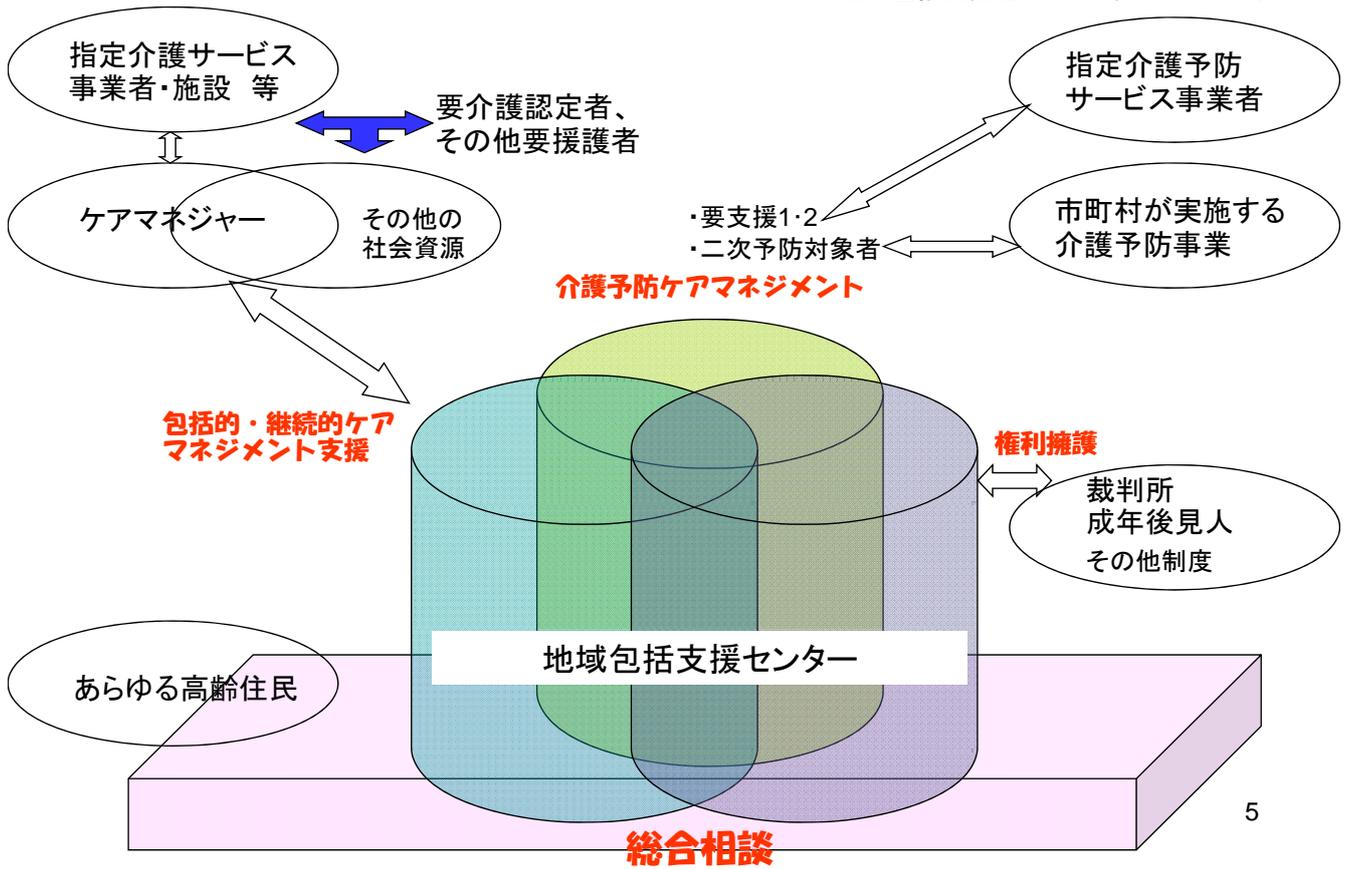 指定介護サービス
事業者・施設　等
要介護認定者、
その他要援護者
指定介護予防
サービス事業者
ケアマネジャー
その他の
社会資源
・要支援1・2
・二次予防対象者
市町村が実施する
介護予防事業
介護予防ケアマネジメント
包括的・継続的ケア
マネジメント支援
権利擁護
裁判所
成年後見人
その他制度
地域包括支援センター
あらゆる高齢住民
総合相談
5